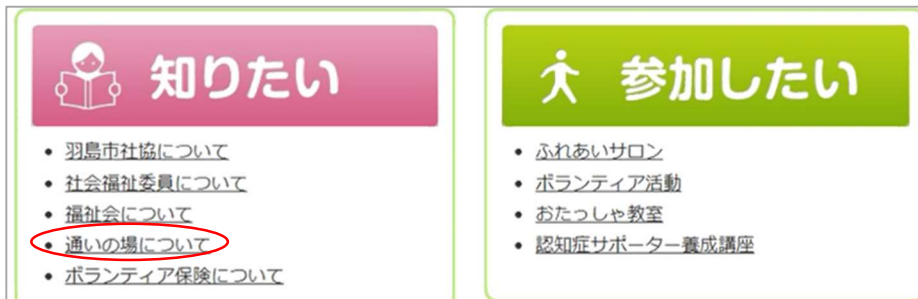 知りたい
羽島市社協について
社会福祉委員について
福祉会について
通いの場について
ボランティア保険について
参加したい
ふれあいサロン
ボランティア活動
おたっしゃ教室
認知症サポーター養成講座